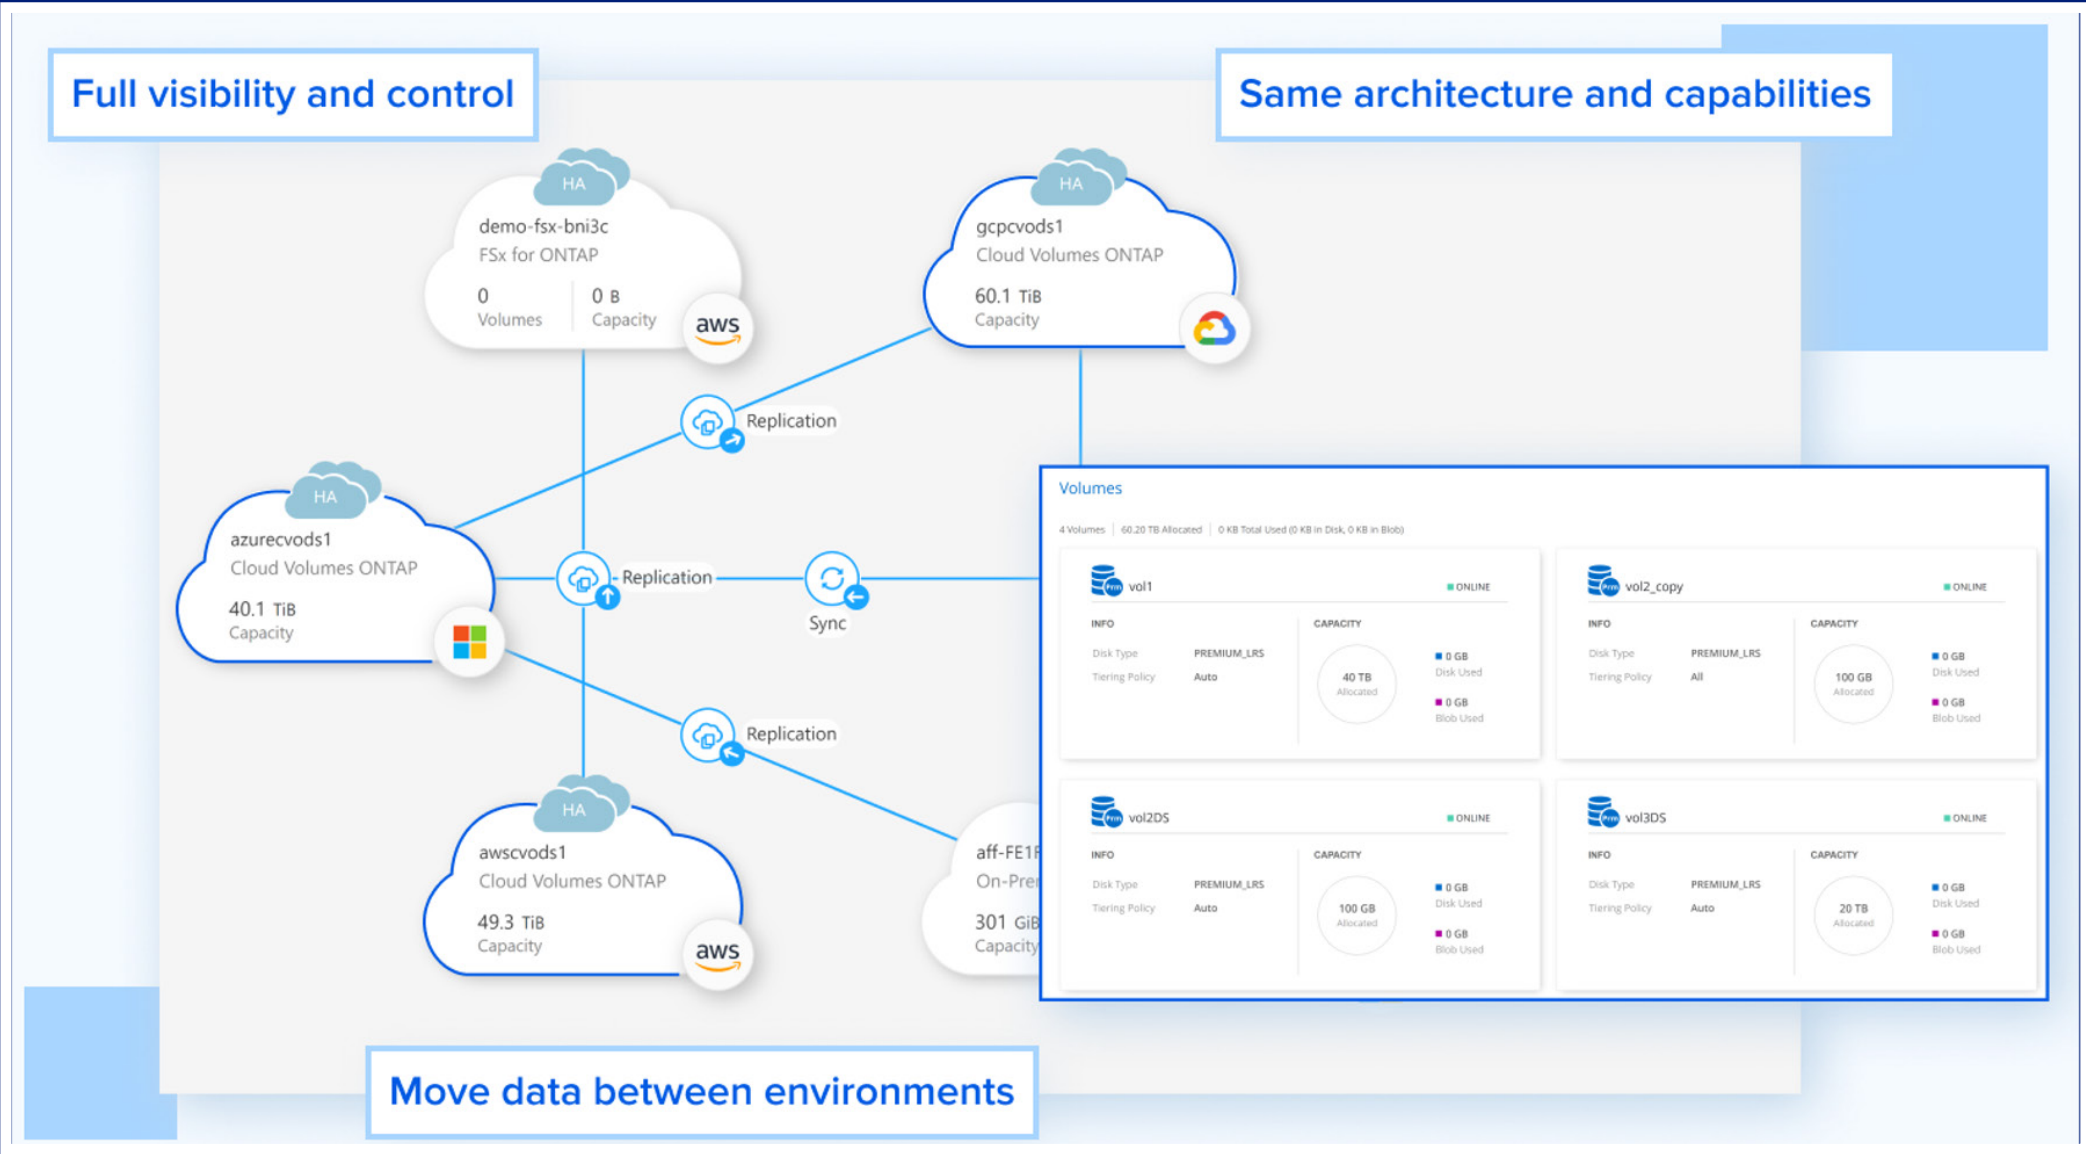 Full visibility and control
Same architecture and capabilities
HA
demo-fsx-bni3c
FSx for ONTAP
0
Volumes
0 B
Capacity
aws
HA
gcpcvods1
Cloud Volumes ONTAP
60.1 TiB
Capacity
Replication
HA
azurecvods1
Cloud Volumes ONTAP
40.1 TiB
Capacity
Replication
Sync
Replication
HA
awscvods1
Cloud Volumes ONTAP
49.3 TiB
Capacity
aws
301 GiB
Capacity
Volumes
4 Volumes
60.20 TB Allocated
0 KB Total Used (0 KB in Disk, 0 KB in Blob)
Prm
vol1
ONLINE
INFO
Disk Type PREMIUM_LRS
Tiering Policy Auto
CAPACITY
40 TB
Allocated
0 GB
Disk Used
0 GB
Blob Used
Prm
vol2_copy
ONLINE
INFO
Disk Type PREMIUM_LRS
Tiering Policy All
CAPACITY
100 GB
Allocated
0 GB
Disk Used
0 GB
Blob Used
Prm
vol2DS
ONLINE
INFO
Disk Type PREMIUM_LRS
Tiering Policy Auto
CAPACITY
100 GB
Allocated
0 GB
Disk Used
0 GB
Blob Used
Prm
vol3DS
ONLINE
INFO
Disk Type PREMIUM_LRS
Tiering Policy Auto
CAPACITY
20 TB
Allocated
0 GB
Disk Used
0 GB
Blob Used
Move data between environments